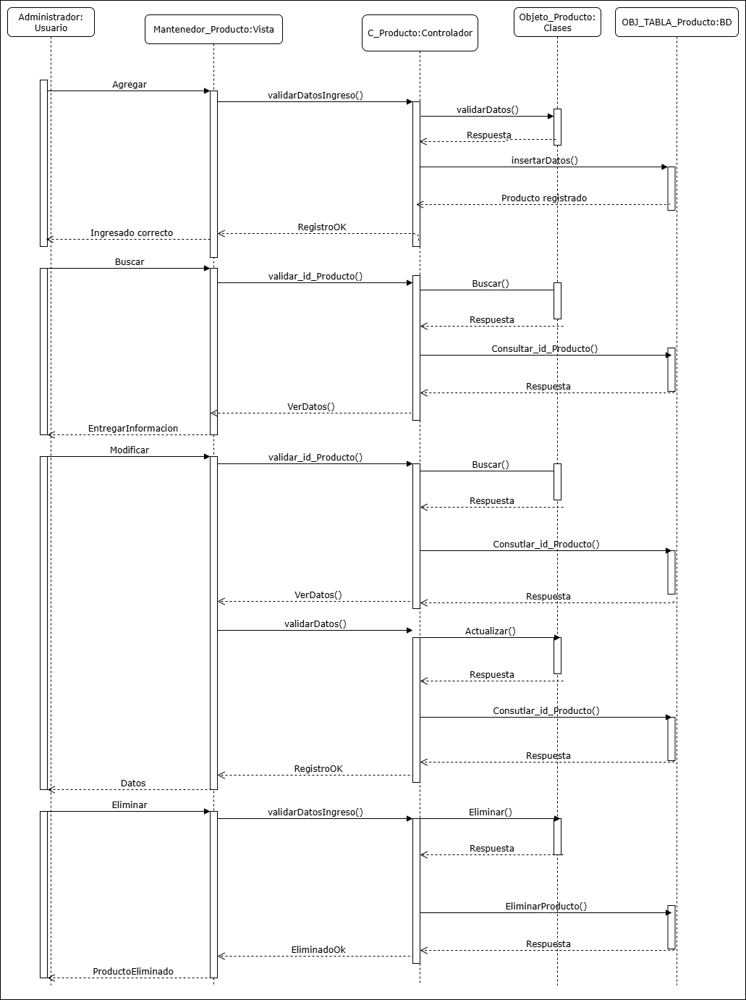 Administrador:
Usuario
Mantenedor_Producto:Vista
C_Producto:Controlador
Objeto_Producto:
Clases
OBJ_TABLA_Producto:BD
Agregar
validarDatosIngreso()
validarDatos()
Respuesta
insertarDatos()
Producto registrado
RegistroOK
Ingresado correcto
Buscar
validar_id_Producto()
Buscar()
Respuesta
Consultar_id_Producto()
Respuesta
VerDatos()
EntregarInformacion
Modificar
validar_id_Producto()
Buscar()
Respuesta
Consutlar_id_Producto()
Respuesta
VerDatos()
validarDatos()
Actualizar()
Respuesta
Consutlar_id_Producto()
Respuesta
RegistroOK
Datos
Eliminar
validarDatosIngreso()
Eliminar()
Respuesta
EliminarProducto()
Respuesta
EliminadoOk
ProductoEliminado